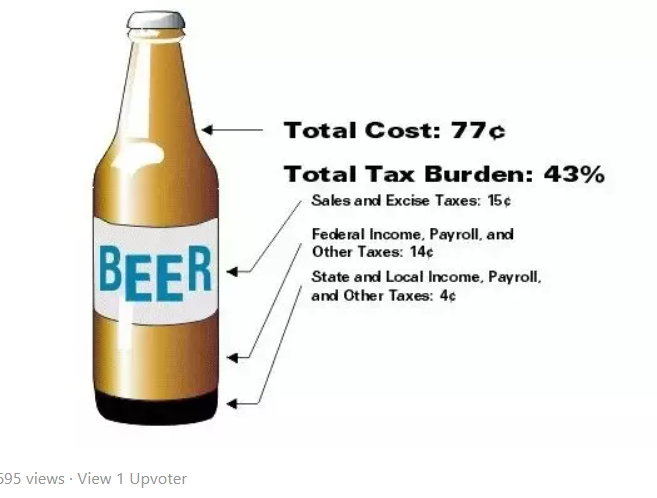 Total Cost: 77¢
Total Tax Burden: 43%
Sales and Excise Taxes: 15¢
Federal Income, Payroll, and
Other Taxes: 14¢
State and Local Income, Payroll,
and Other Taxes: 4¢
BEER
595 views · View 1 Upvoter